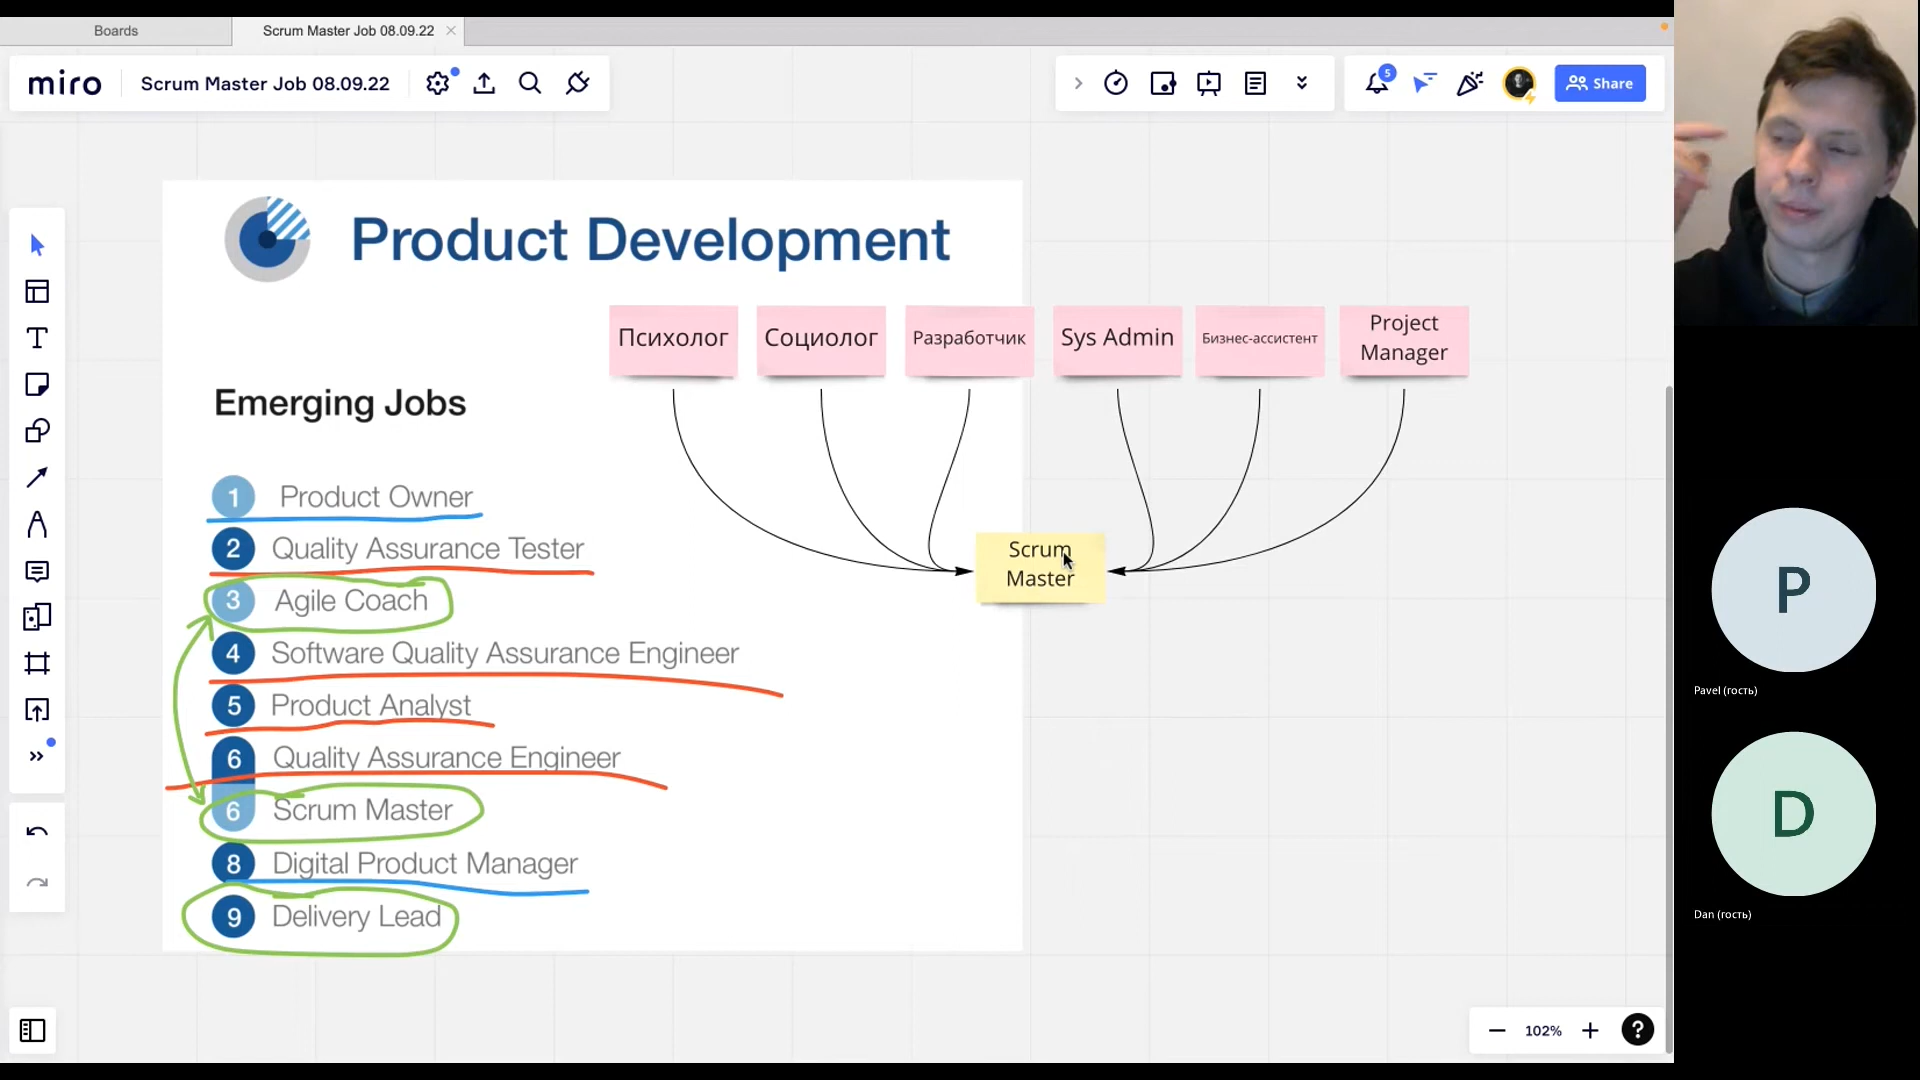 Boards
Scrum Master Job 08.09.22
miro
Scrum Master Job 08.09.22
5
Share
Product Development
Психолог
Социолог
Разработчик
Sys Admin
Бизнес-ассистент
Project
Manager
Emerging Jobs
1 Product Owner
2 Quality Assurance Tester
3 Agile Coach
4 Software Quality Assurance Engineer
5 Product Analyst
6 Quality Assurance Engineer
6 Scrum Master
8 Digital Product Manager
9 Delivery Lead
Scrum
Master
P
Pavel (гость)
D
Dan (гость)
102%
?